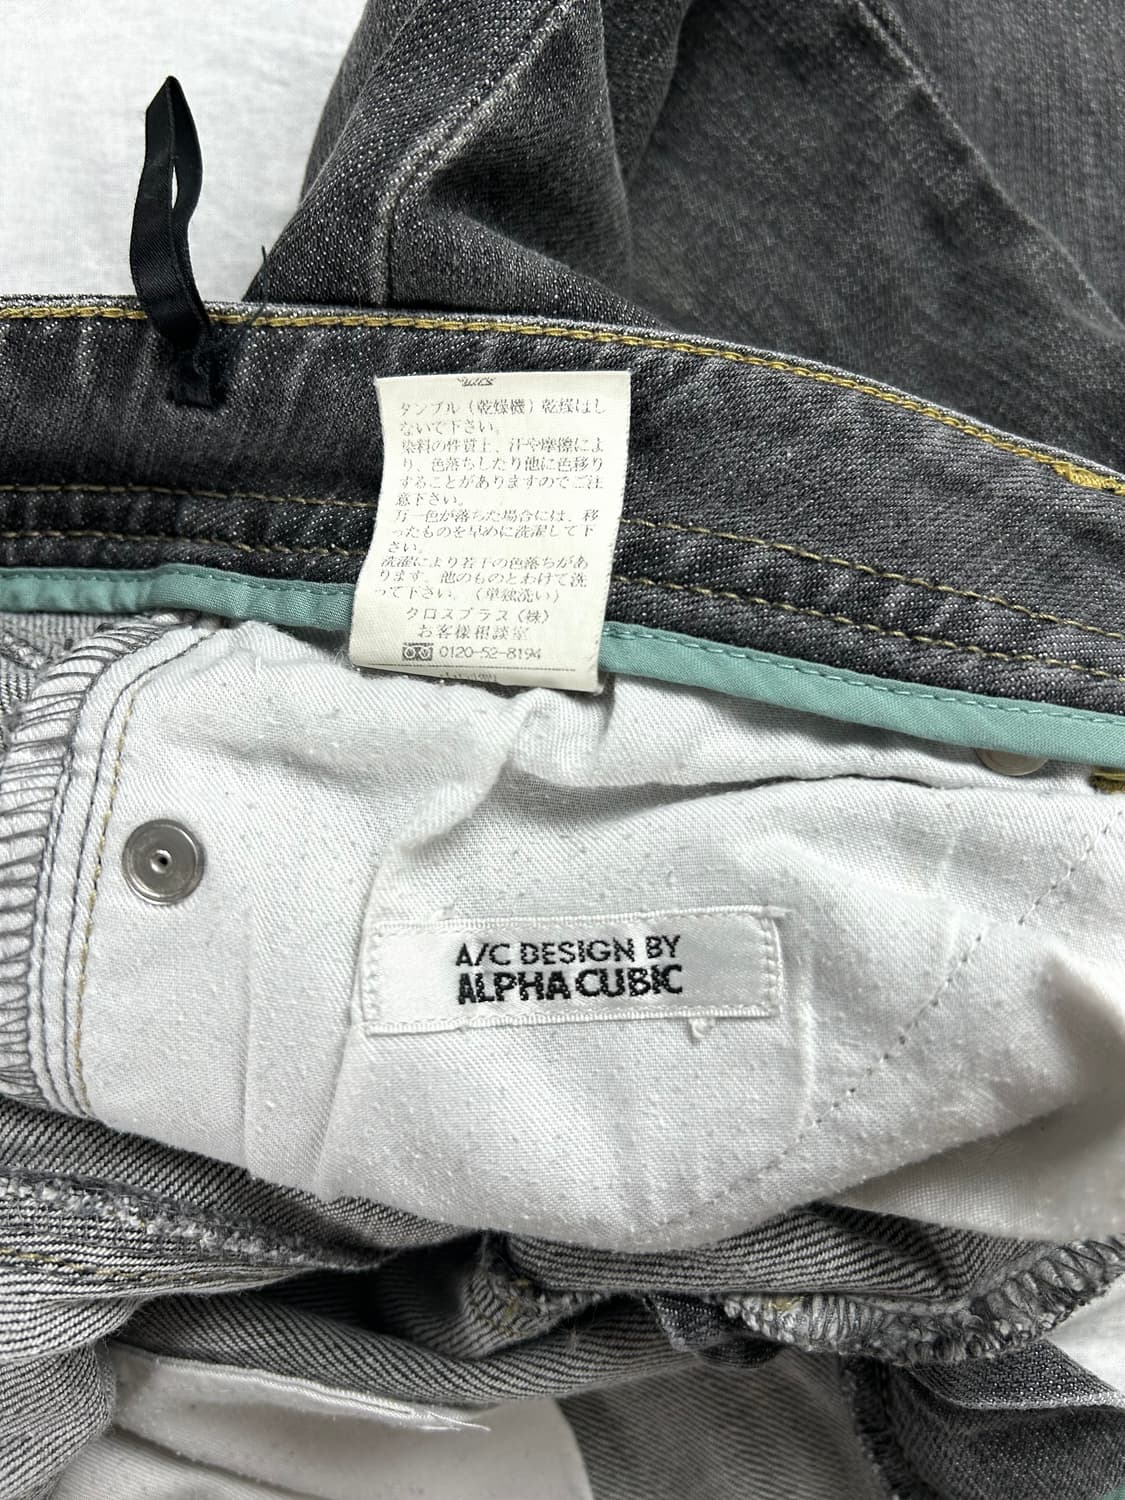 タンブル（乾燥機）乾燥はし
ないで下さい。
染料の性質上、汗や摩擦によ
り、色落ちしたり他に色移り
することがありますのでご注
意下さい。
万一色が落ちた場合には、移
ったものを早めに洗濯して下
さい。
洗濯により若干の色落ちがあ
ります。他のものとわけて洗
って下さい。（単独洗い）
タロスプラス（株）
お客様相談室
0120-52-8194
A/C DESIGN BY
ALPHA CUBIC